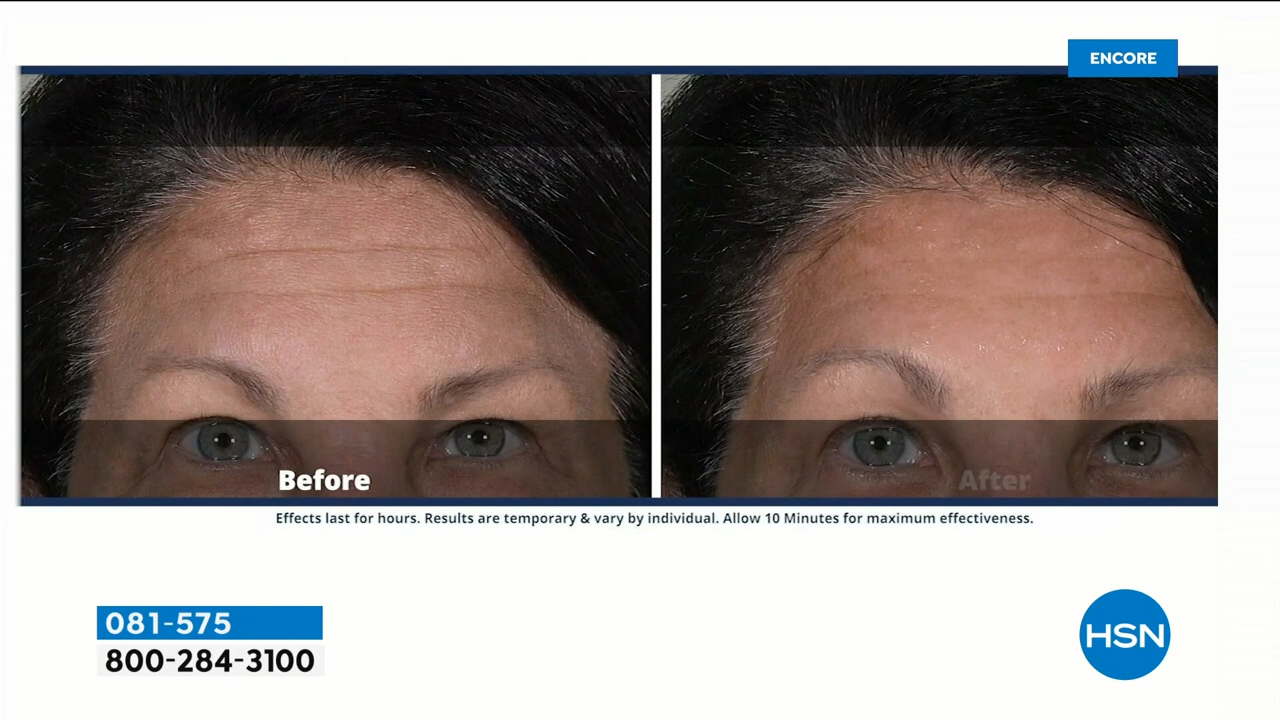 ENCORE
Before
After
Effects last for hours. Results are temporary & vary by individual. Allow 10 Minutes for maximum effectiveness.
081-575
800-284-3100
HSN